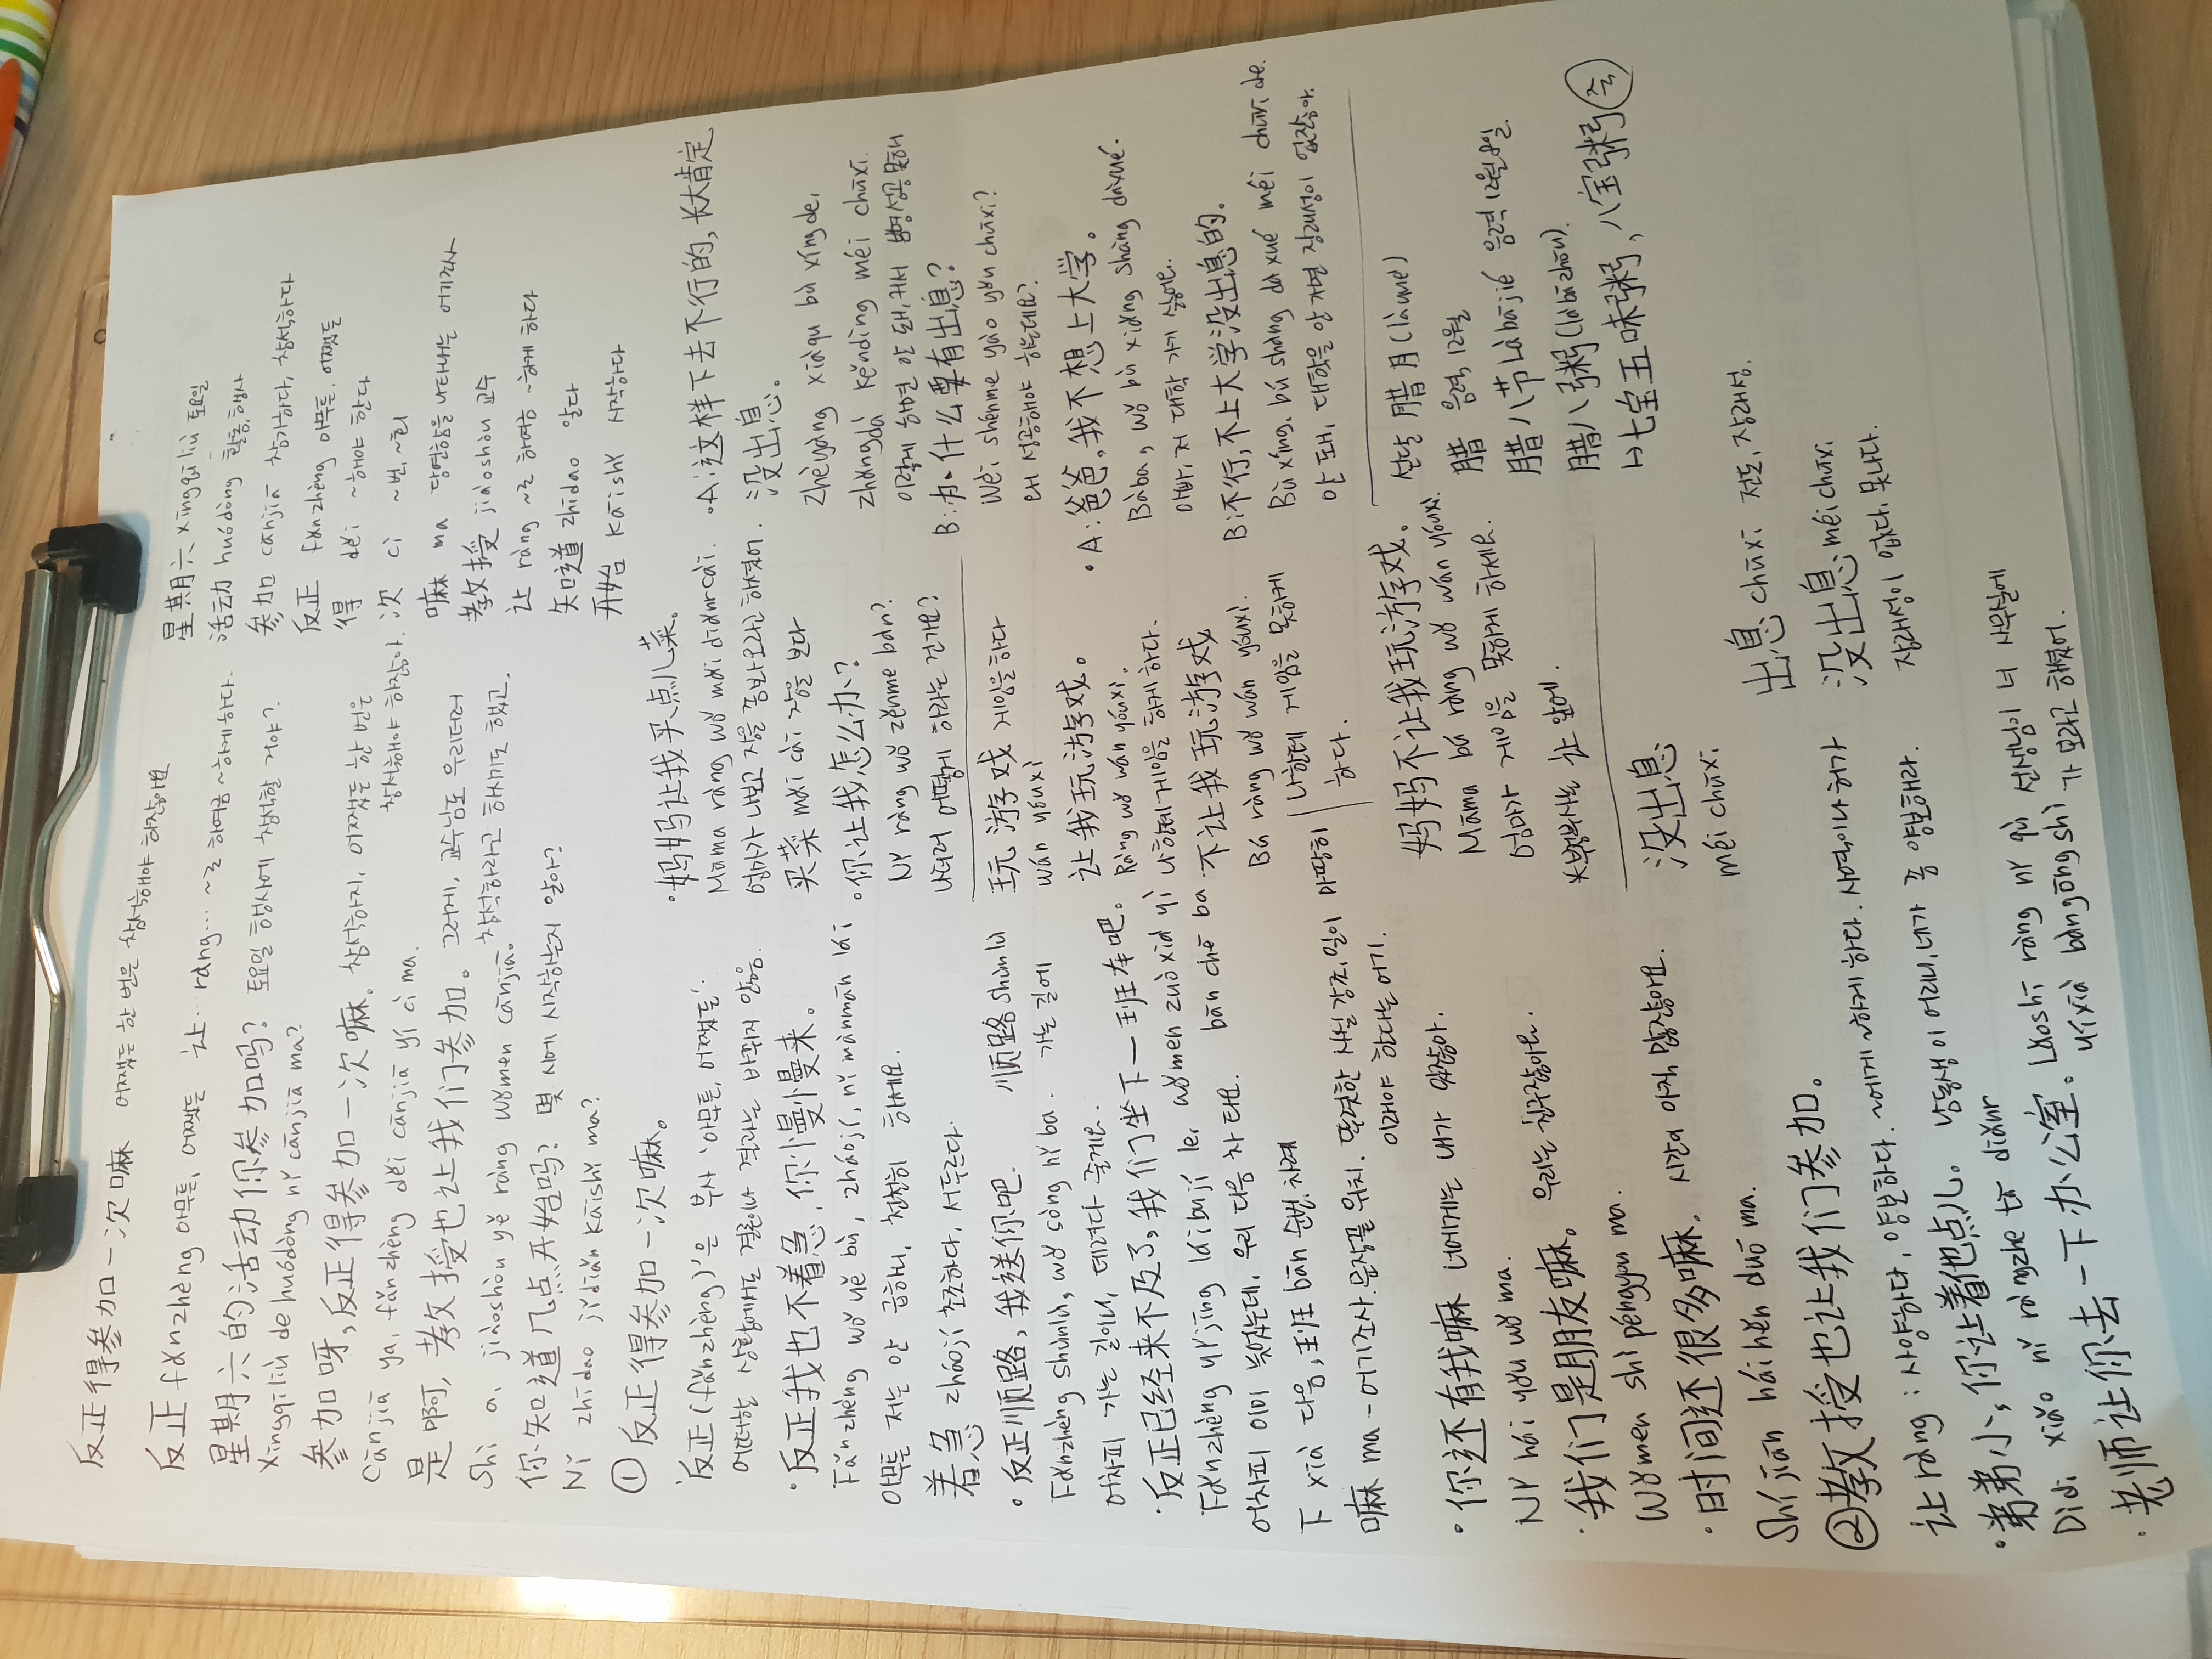 反正得参加一次嘛 어쨌든 한 번은 참석해야 하잖아요
反正 fǎnzhèng 아무튼, 어쨌든 让… ràng… ~로 하여금 ~하게 하다.
星期六的活动你参加吗? 토요일 행사에 참석할 거야?
Xīngqīliù de huódòng nǐ cānjiā ma?
参加呀, 反正得参加一次嘛. 참석하지, 어쨌든 한 번은
참석해야 하잖아.
Cānjiā ya, fǎnzhèng děi cānjiā yí cì ma.
是啊, 教授也让我们参加。 그러게, 교수님도 우리더러
참석하라고 하시기도 했고.
Shì a, jiàoshòu yě ràng wǒmen cānjiā。
你知道几点开始吗? 몇 시에 시작하는지 알아?
Nǐ zhīdao jǐdiǎn kāishǐ ma?
星期六 xīngqīliù 토요일
活动 huódòng 활동, 행사
参加 cānjiā 참가하다, 참석하다
反正 fǎnzhèng 아무튼, 어쨌든
得 děi ~해야 한다
次 cì ~번, ~회
嘛 ma 당연함을 나타내는 어기조사
教授 jiàoshòu 교수
让 ràng ~로 하여금 ~하게 하다
知道 zhīdao 알다
开始 kāishǐ 시작하다
① 反正得参加一次嘛。
'反正(fǎnzhèng)'은 부사 '아무튼, 어쨌든'.
어떠한 상황에서도 결론이나 결과는 바뀌지 않음.
·反正我也不着急, 你慢慢来。
Fǎnzhèng wǒ yě bù, zháojí, nǐ mànmān lái
아무튼 저는 안 급하니, 천천히 하세요.
着急 zháojí 초조하다, 서두르다.
·反正顺路, 我送你吧. 顺路 shùnlù
Fǎnzhèng shùnlù, wǒ sòng nǐ ba. 가는 길에
어차피 가는 길이니, 데려다 줄게요.
·反正已经来不及了, 我们坐下一班车吧。
Fǎnzhèng yǐjīng láibují le, wǒmen zuò xià yì
bān chē ba
어차피 이미 늦었는데, 우리 다음 차 타요.
下 xià 다음, 班 bān 순번, 차례
嘛 ma - 어기조사. 문장끝 위치. 뚜렷한 사실 강조, 일이 마땅히
이래야 한다는 어기.
·你还有我嘛 너에게는 내가 있잖아.
Nǐ hái yǒu wǒ ma.
·我们是朋友嘛。 우리는 친구잖아요.
Wǒmen shì péngyou ma.
·时间还很多嘛. 시간이 아직 많잖아요.
Shíjiān hái hěn duō ma.
② 教授也让我们参加。
让 ràng : 사양하다, 양보하다. ~에게 ~하게 하다. 사역이나 허가
·弟弟小, 你让着他点儿。 남동생이 어리니, 네가 좀 양보해라.
Dìdi xiǎo nǐ ràngzhe tā diǎnr
·老师让你去一下办公室。 Lǎoshī ràng nǐ qù 선생님이 너 사무실에
yíxià bàngōngshì 가 보라고 하셨어.
·妈妈让我买点儿菜。
Māma ràng wǒ mǎi diǎnr cài.
엄마가 나보고 장을 좀 봐오라고 하셨어.
买菜 mǎi cài 장을 보다
·你让我怎么办?
Nǐ ràng wǒ zěnme bàn?
나더러 어떻게 하라는 건가요?
玩游戏 게임을 하다
wán yóuxì
让我玩游戏。
Ràng wǒ wán yóuxì.
나한테 게임을 하게 하다.
不让我玩游戏
Bú ràng wǒ wán yóuxì.
나한테 게임을 못하게
하다.
妈妈不让我玩游戏。
Māma bú ràng wǒ wán yóuxì.
엄마가 게임을 못하게 하세요.
*부정부사는 让 앞에.
没出息
méi chūxi
出息 chūxi 전도, 장래성.
没出息 méi chūxi
장래성이 없다, 못나다.
·A: 这样下去不行的, 长大肯定
没出息。
Zhèyàng xiàqu bù xíng de,
zhǎngdà kěndìng méi chūxi.
이렇게 하면 안 돼, 커서 분명 성공 못해
B: 为什么要有出息?
Wèi shénme yào yǒu chūxi?
왜 성공해야 하는데요?
·A: 爸爸, 我不想上大学。
Bàba, wǒ bù xiǎng shàng dàxué.
아빠, 저 대학 가기 싫어요.
B: 不行, 不上大学没出息的.
Bù xíng. bú shàng dàxué méi chūxi de.
안 돼, 대학을 안 가면 장래성이 없잖아.
섣달 腊月(làyuè)
腊 음력 12월
腊八节 Làbājié 음력 12월 8일.
腊八粥(làbāzhōu).
↳七宝五味粥, 八宝粥 죽